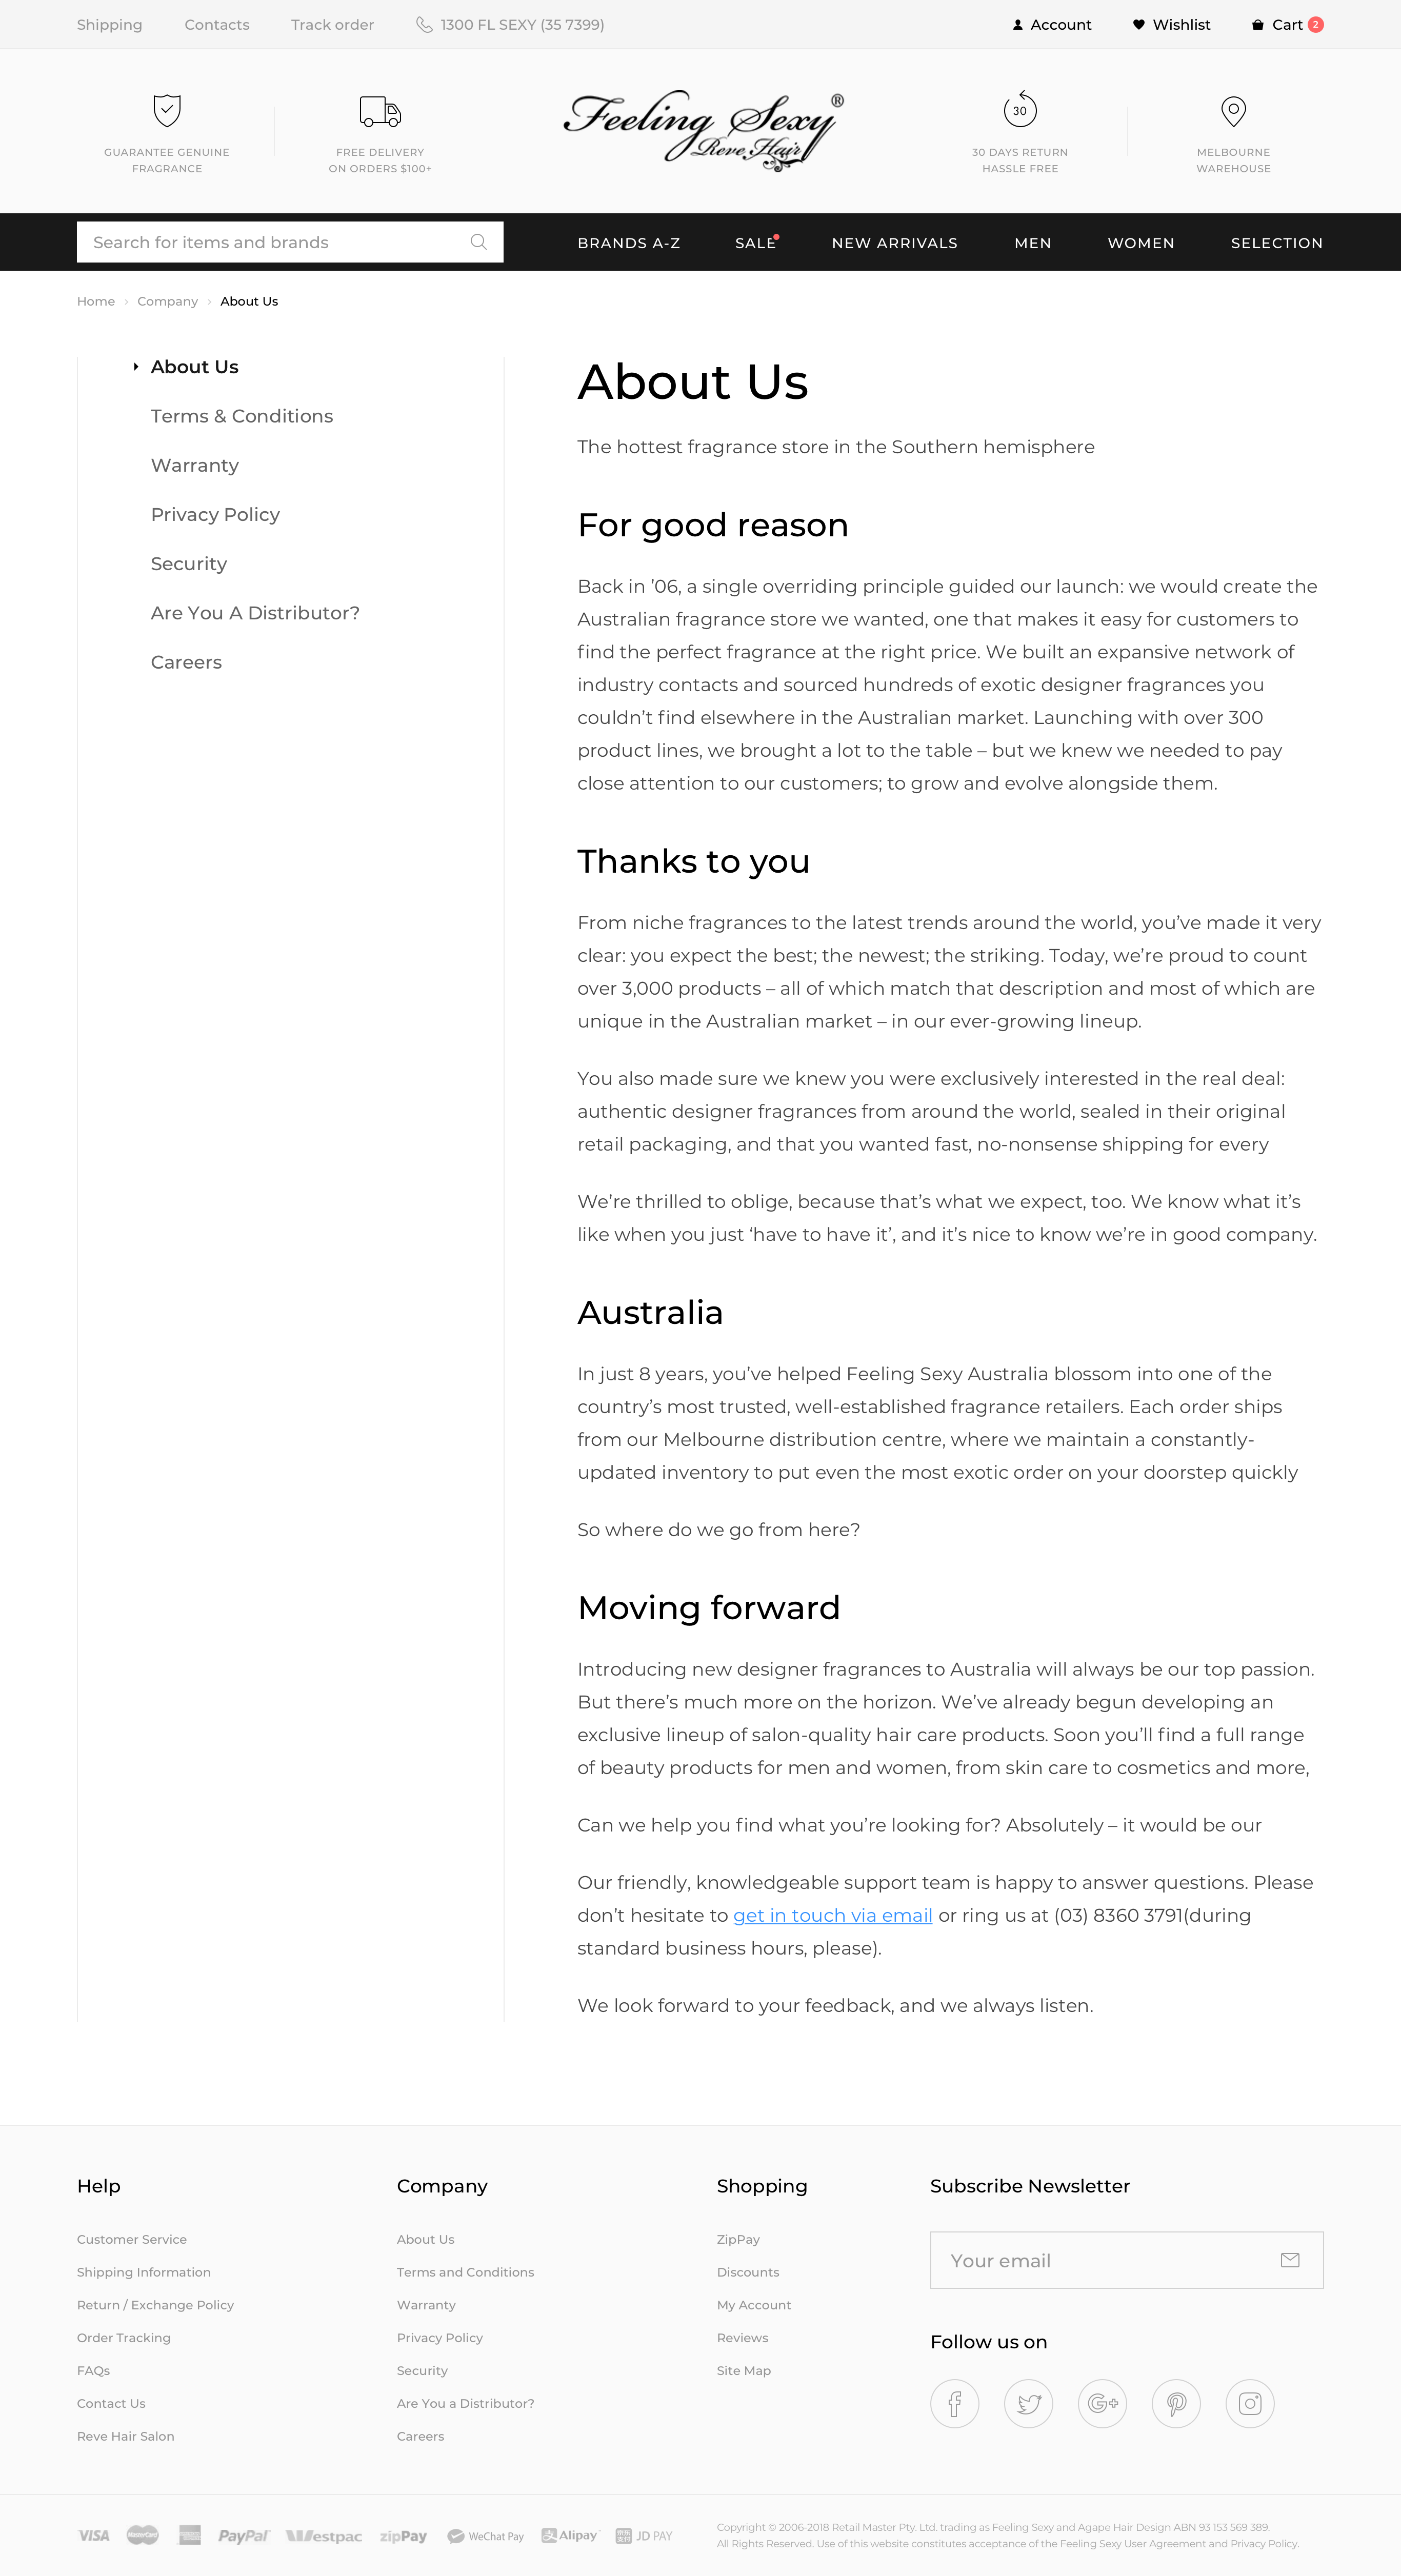 Shipping Contacts Track order 1300 FL SEXY (35 7399) Account Wishlist Cart 2
GUARANTEE GENUINE
FRAGRANCE
FREE DELIVERY
ON ORDERS $100+
Feeling Sexy ®
Reve Hair
30
30 DAYS RETURN
HASSLE FREE
MELBOURNE
WAREHOUSE
Search for items and brands BRANDS A-Z SALE NEW ARRIVALS MEN WOMEN SELECTION
Home › Company › About Us
About Us
Terms & Conditions
Warranty
Privacy Policy
Security
Are You A Distributor?
Careers
About Us
The hottest fragrance store in the Southern hemisphere
For good reason
Back in ’06, a single overriding principle guided our launch: we would create the
Australian fragrance store we wanted, one that makes it easy for customers to
find the perfect fragrance at the right price. We built an expansive network of
industry contacts and sourced hundreds of exotic designer fragrances you
couldn’t find elsewhere in the Australian market. Launching with over 300
product lines, we brought a lot to the table – but we knew we needed to pay
close attention to our customers; to grow and evolve alongside them.
Thanks to you
From niche fragrances to the latest trends around the world, you’ve made it very
clear: you expect the best; the newest; the striking. Today, we’re proud to count
over 3,000 products – all of which match that description and most of which are
unique in the Australian market – in our ever-growing lineup.
You also made sure we knew you were exclusively interested in the real deal:
authentic designer fragrances from around the world, sealed in their original
retail packaging, and that you wanted fast, no-nonsense shipping for every
We’re thrilled to oblige, because that’s what we expect, too. We know what it’s
like when you just ‘have to have it’, and it’s nice to know we’re in good company.
Australia
In just 8 years, you’ve helped Feeling Sexy Australia blossom into one of the
country’s most trusted, well-established fragrance retailers. Each order ships
from our Melbourne distribution centre, where we maintain a constantly-
updated inventory to put even the most exotic order on your doorstep quickly
So where do we go from here?
Moving forward
Introducing new designer fragrances to Australia will always be our top passion.
But there’s much more on the horizon. We’ve already begun developing an
exclusive lineup of salon-quality hair care products. Soon you’ll find a full range
of beauty products for men and women, from skin care to cosmetics and more,
Can we help you find what you’re looking for? Absolutely – it would be our
Our friendly, knowledgeable support team is happy to answer questions. Please
don’t hesitate to get in touch via email or ring us at (03) 8360 3791(during
standard business hours, please).
We look forward to your feedback, and we always listen.
Help
Customer Service
Shipping Information
Return / Exchange Policy
Order Tracking
FAQs
Contact Us
Reve Hair Salon
Company
About Us
Terms and Conditions
Warranty
Privacy Policy
Security
Are You a Distributor?
Careers
Shopping
ZipPay
Discounts
My Account
Reviews
Site Map
Subscribe Newsletter
Your email
Follow us on
VISA MasterCard PayPal Westpac zipPay WeChat Pay Alipay JD PAY
Copyright © 2006-2018 Retail Master Pty. Ltd. trading as Feeling Sexy and Agape Hair Design ABN 93 153 569 389.
All Rights Reserved. Use of this website constitutes acceptance of the Feeling Sexy User Agreement and Privacy Policy.